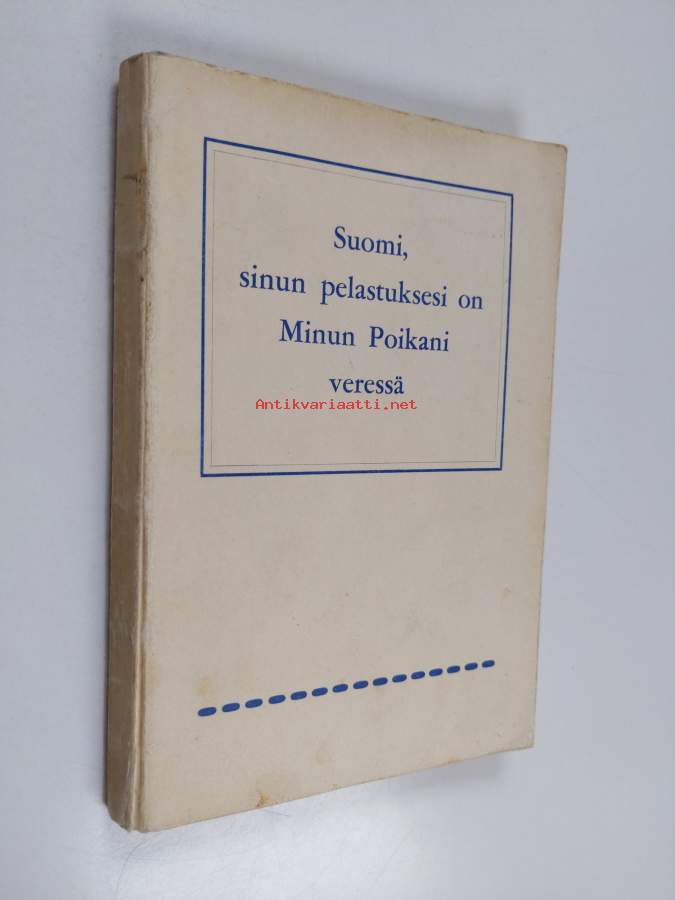 Suomi,
sinun pelastuksesi on
Minun Poikani
veressä
Antikvariaatti.net